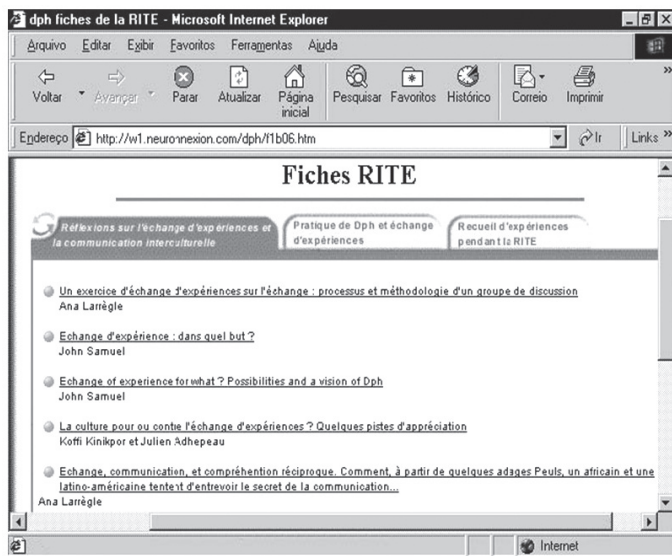 dph fiches de la RITE - Microsoft Internet Explorer
Arquivo Editar Exibir Favoritos Ferramentas Ajuda
Voltar Avançar Parar Atualizar Página inicial Pesquisar Favoritos Histórico Correio Imprimir »
Endereço http://w1.neuronnexion.com/dph/f1b06.htm Ir Links »
Fiches RITE
Réflexions sur l'échange d'expériences et
la communication interculturelle
Pratique de Dph et échange
d'expériences
Recueil d'expériences
pendant la RITE
Un exercice d'échange d'expériences sur l'échange : processus et méthodologie d'un groupe de discussion
Ana Larrègle
Echange d'expérience : dans quel but ?
John Samuel
Echange of experience for what ? Possibilities and a vision of Dph
John Samuel
La culture pour ou contre l'échange d'expériences ? Quelques pistes d'appréciation
Koffi Kinikpor et Julien Adhepeau
Echange, communication, et compréhention réciproque. Comment, à partir de quelques adages Peuls, un africain et une
latino-américaine tentent d'entrevoir le secret de la communication...
Ana Larrègle
Internet